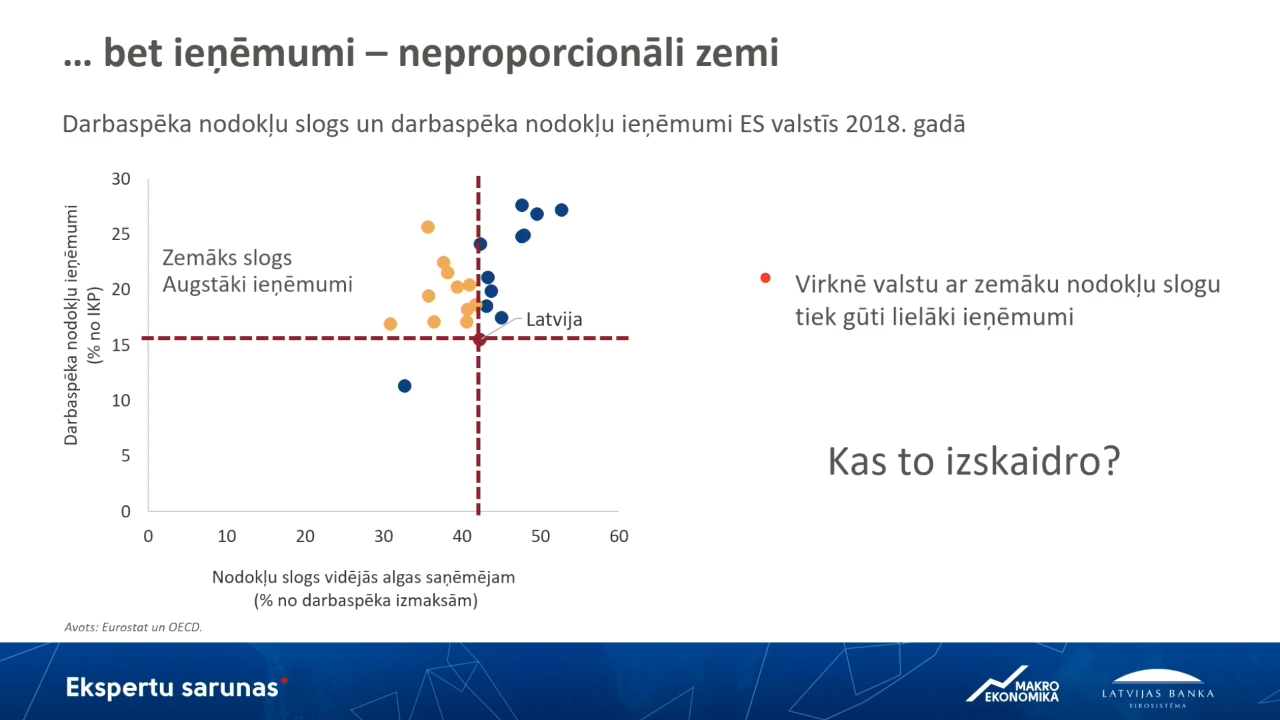 … bet ieņēmumi – neproporcionāli zemi
Darbaspēka nodokļu slogs un darbaspēka nodokļu ieņēmumi ES valstīs 2018. gadā
Darbaspēka nodokļu ieņēmumi
(% no IKP)
30
25
20
15
10
5
0
Zemāks slogs
Augstāki ieņēmumi
Latvija
0 10 20 30 40 50 60
Nodokļu slogs vidējās algas saņēmējam
(% no darbaspēka izmaksām)
Avots: Eurostat un OECD.
Virknē valstu ar zemāku nodokļu slogu
tiek gūti lielāki ieņēmumi
Kas to izskaidro?
Ekspertu sarunas
MAKRO
EKONOMIKA
LATVIJAS BANKA
EIROSISTĒMA